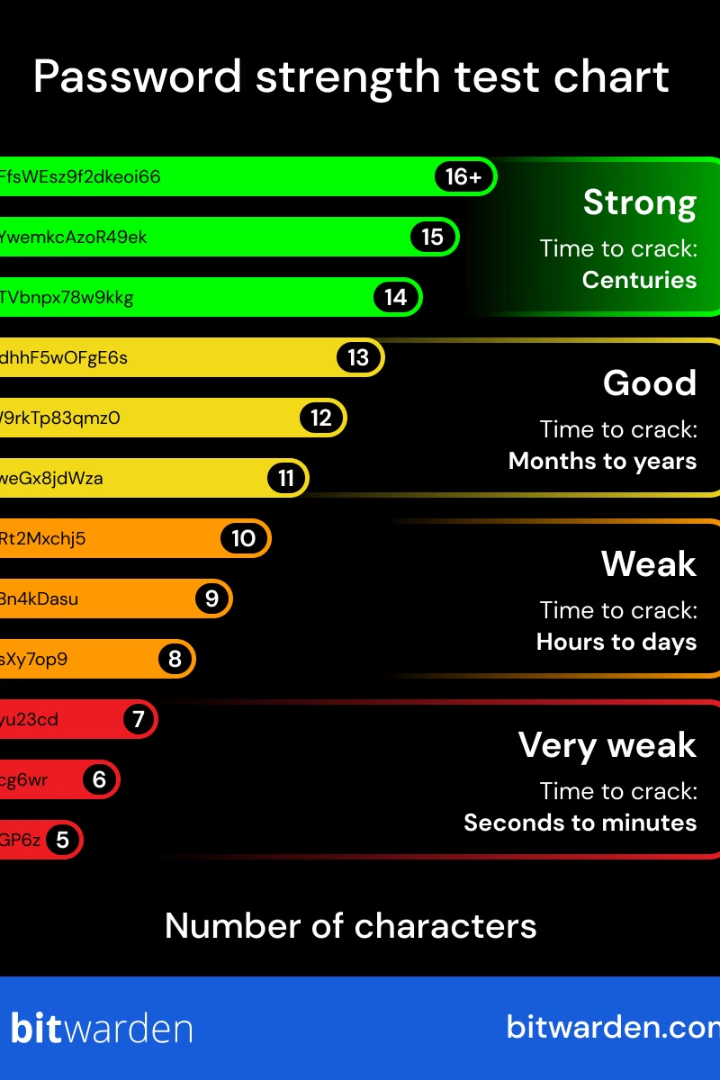 Password strength test chart
FfsWEsz9f2dkeoi66
16+
YwemkcAzoR49ek
15
TVbnpx78w9kkg
14
Strong
Time to crack:
Centuries
dhhF5wOFgE6s
13
9rkTp83qmz0
12
weGx8jdWza
11
Good
Time to crack:
Months to years
Rt2Mxchj5
10
3n4kDasu
9
sXy7op9
8
Weak
Time to crack:
Hours to days
yu23cd
7
cg6wr
6
GP6z
5
Very weak
Time to crack:
Seconds to minutes
Number of characters
bitwarden
bitwarden.co